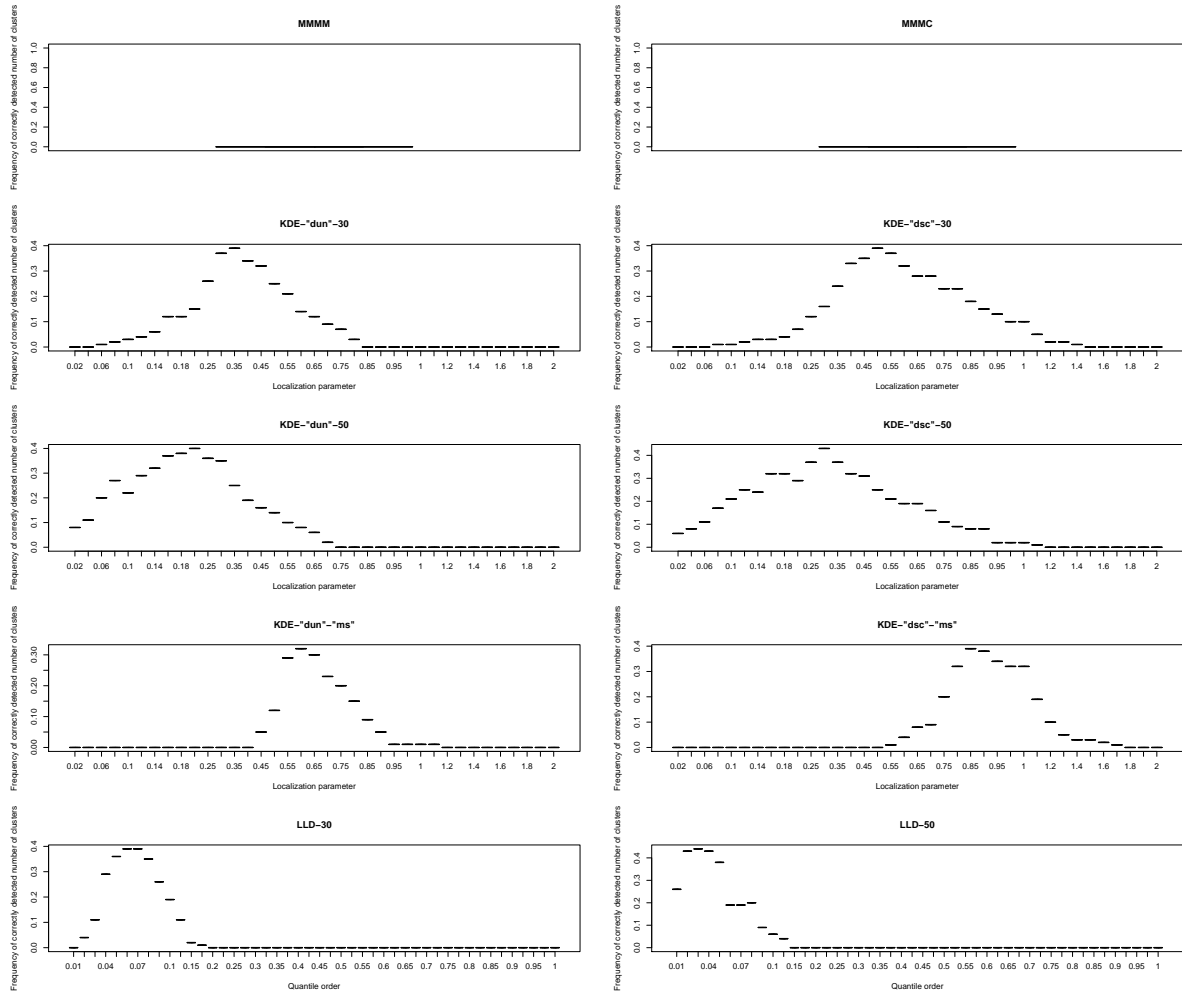 MMMM
Frequency of correctly detected number of clusters
0.0 0.2 0.4 0.6 0.8 1.0
MMMC
Frequency of correctly detected number of clusters
0.0 0.2 0.4 0.6 0.8 1.0
KDE−"dun"−30
Frequency of correctly detected number of clusters
0.0 0.1 0.2 0.3 0.4
0.02 0.06 0.1 0.14 0.18 0.25 0.35 0.45 0.55 0.65 0.75 0.85 0.95 1 1.2 1.4 1.6 1.8 2
Localization parameter
KDE−"dsc"−30
Frequency of correctly detected number of clusters
0.0 0.1 0.2 0.3 0.4
0.02 0.06 0.1 0.14 0.18 0.25 0.35 0.45 0.55 0.65 0.75 0.85 0.95 1 1.2 1.4 1.6 1.8 2
Localization parameter
KDE−"dun"−50
Frequency of correctly detected number of clusters
0.0 0.1 0.2 0.3 0.4
0.02 0.06 0.1 0.14 0.18 0.25 0.35 0.45 0.55 0.65 0.75 0.85 0.95 1 1.2 1.4 1.6 1.8 2
Localization parameter
KDE−"dsc"−50
Frequency of correctly detected number of clusters
0.0 0.1 0.2 0.3 0.4
0.02 0.06 0.1 0.14 0.18 0.25 0.35 0.45 0.55 0.65 0.75 0.85 0.95 1 1.2 1.4 1.6 1.8 2
Localization parameter
KDE−"dun"−"ms"
Frequency of correctly detected number of clusters
0.00 0.10 0.20 0.30
0.02 0.06 0.1 0.14 0.18 0.25 0.35 0.45 0.55 0.65 0.75 0.85 0.95 1 1.2 1.4 1.6 1.8 2
Localization parameter
KDE−"dsc"−"ms"
Frequency of correctly detected number of clusters
0.0 0.1 0.2 0.3 0.4
0.02 0.06 0.1 0.14 0.18 0.25 0.35 0.45 0.55 0.65 0.75 0.85 0.95 1 1.2 1.4 1.6 1.8 2
Localization parameter
LLD−30
Frequency of correctly detected number of clusters
0.0 0.1 0.2 0.3 0.4
0.01 0.04 0.07 0.1 0.15 0.2 0.25 0.3 0.35 0.4 0.45 0.5 0.55 0.6 0.65 0.7 0.75 0.8 0.85 0.9 0.95 1
Quantile order
LLD−50
Frequency of correctly detected number of clusters
0.0 0.1 0.2 0.3 0.4
0.01 0.04 0.07 0.1 0.15 0.2 0.25 0.3 0.35 0.4 0.45 0.5 0.55 0.6 0.65 0.7 0.75 0.8 0.85 0.9 0.95 1
Quantile order